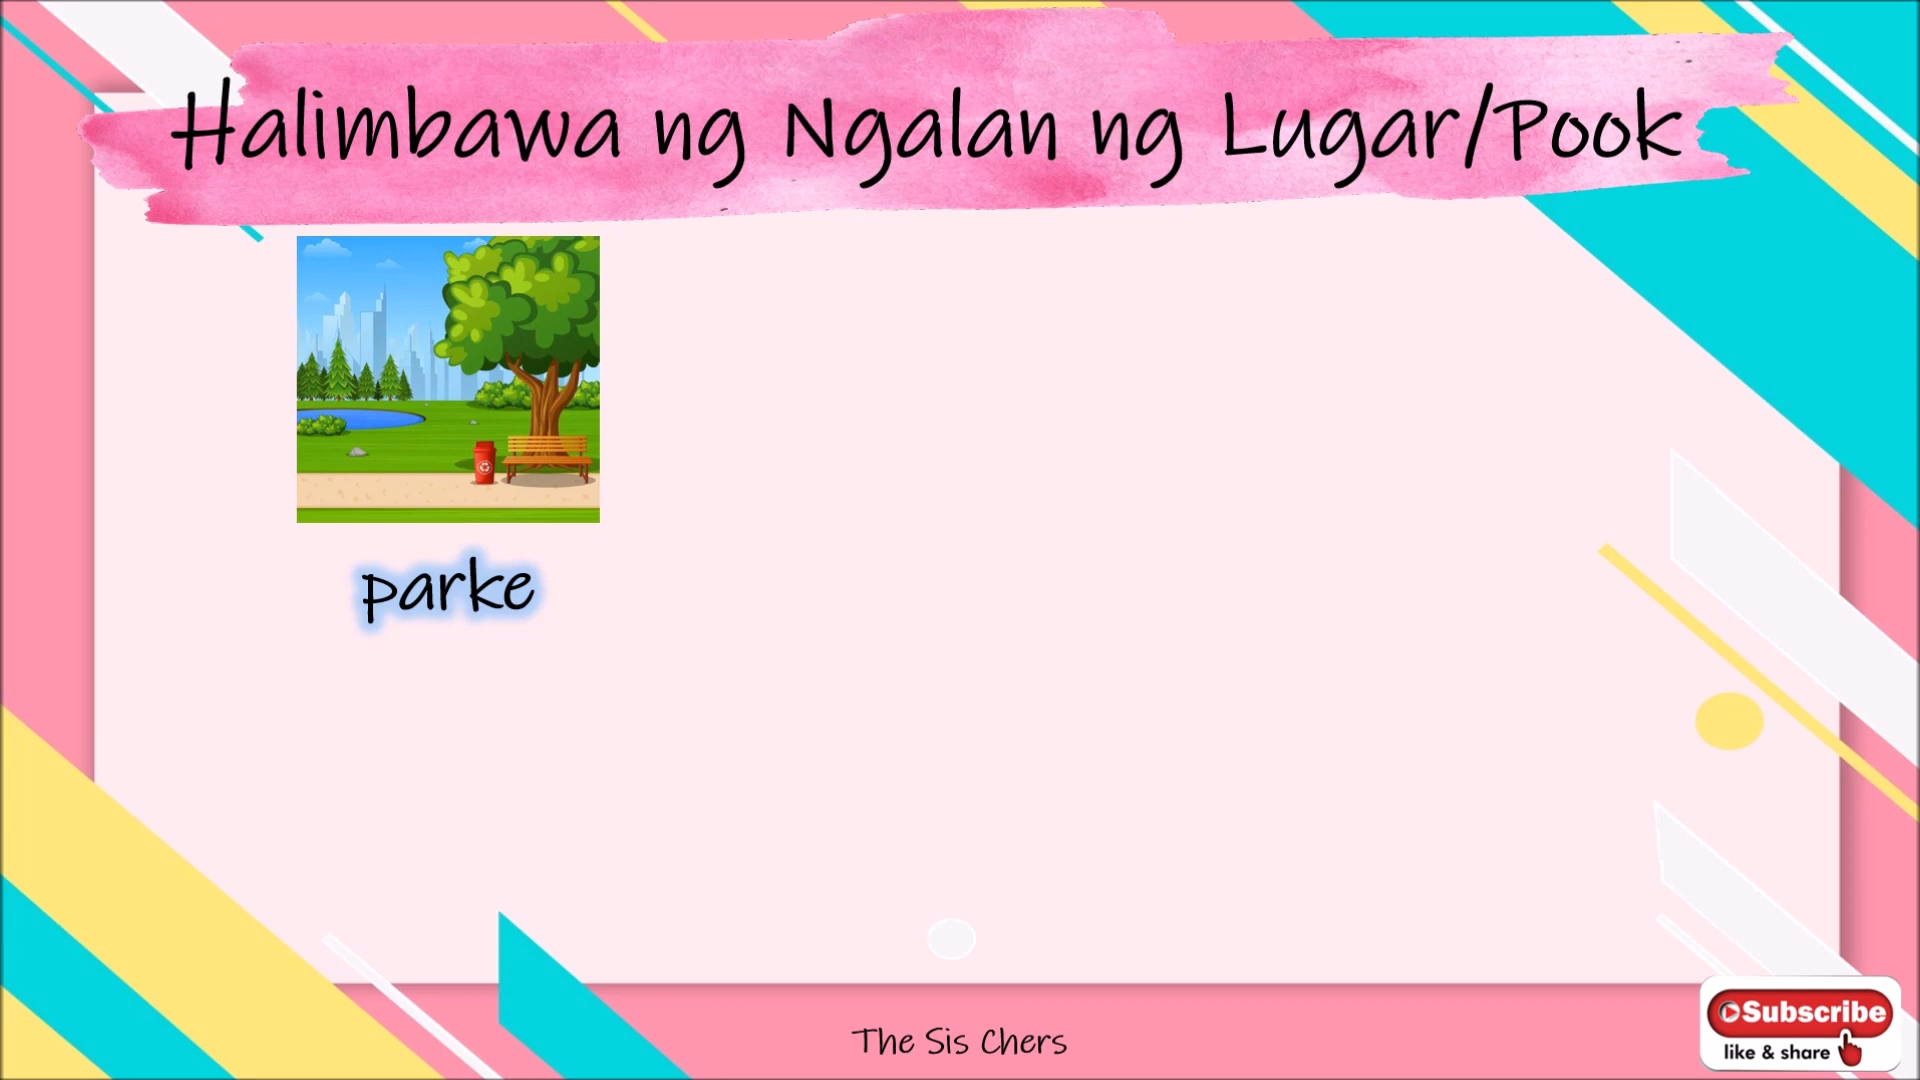 Halimbawa ng Ngalan ng Lugar/Pook
parke
The Sis Chers
Subscribe
like & share